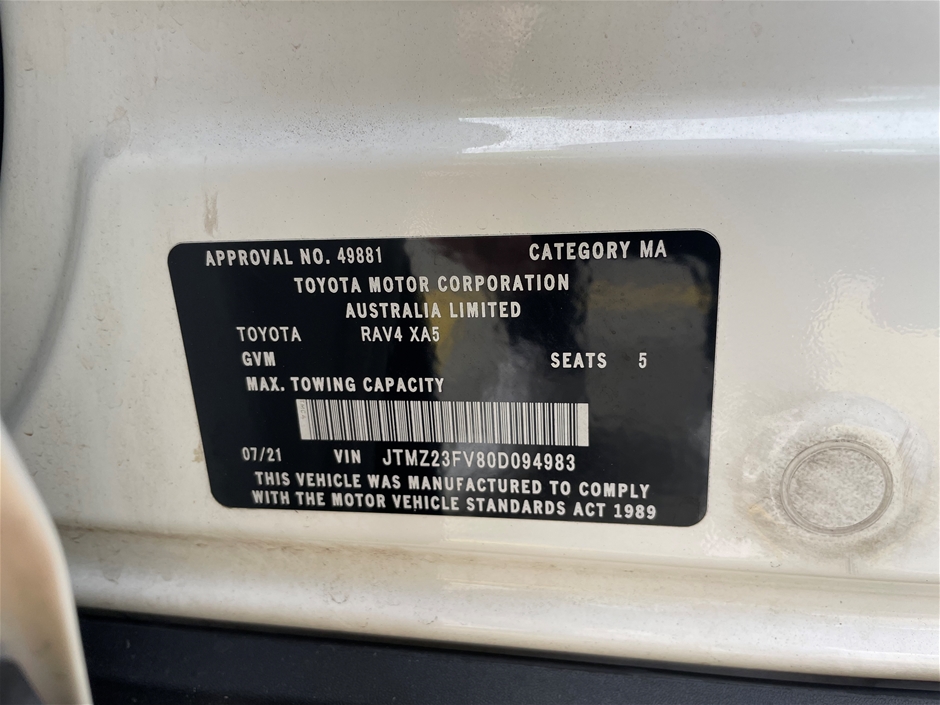 APPROVAL NO. 49881 CATEGORY MA
TOYOTA MOTOR CORPORATION
AUSTRALIA LIMITED
TOYOTA RAV4 XA5
GVM SEATS 5
MAX. TOWING CAPACITY
07/21 VIN JTMZ23FV80D094983
THIS VEHICLE WAS MANUFACTURED TO COMPLY
WITH THE MOTOR VEHICLE STANDARDS ACT 1989